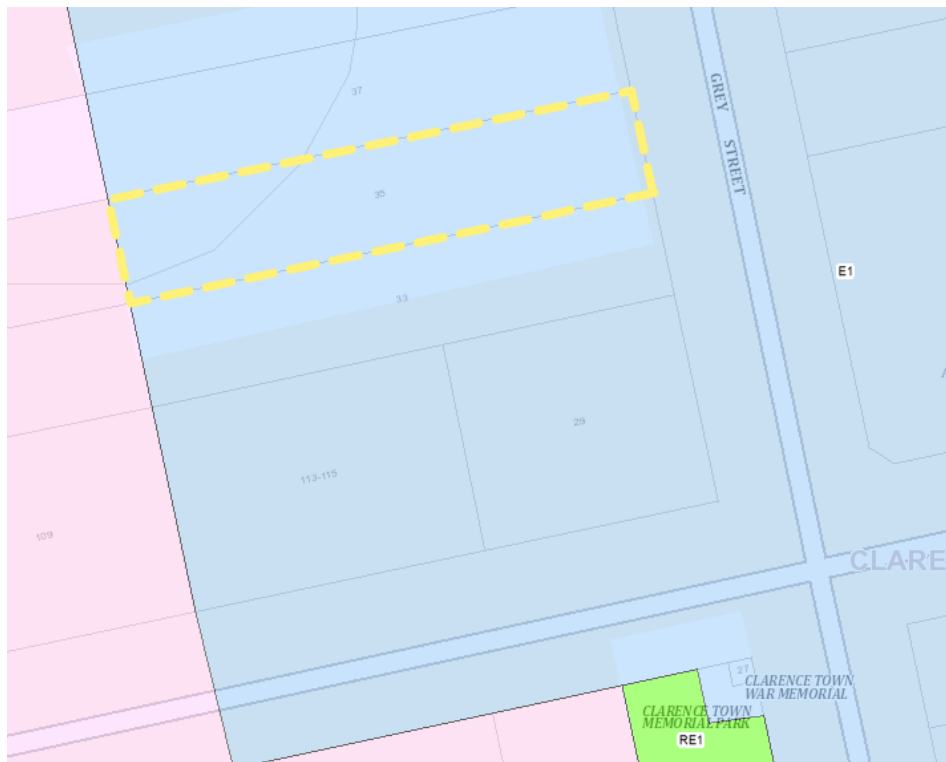 37
GREY
STREET
35
E1
33
29
113-115
109
CLARE
27
CLARENCE TOWN
WAR MEMORIAL
CLARENCE TOWN
MEMORIAL PARK
RE1